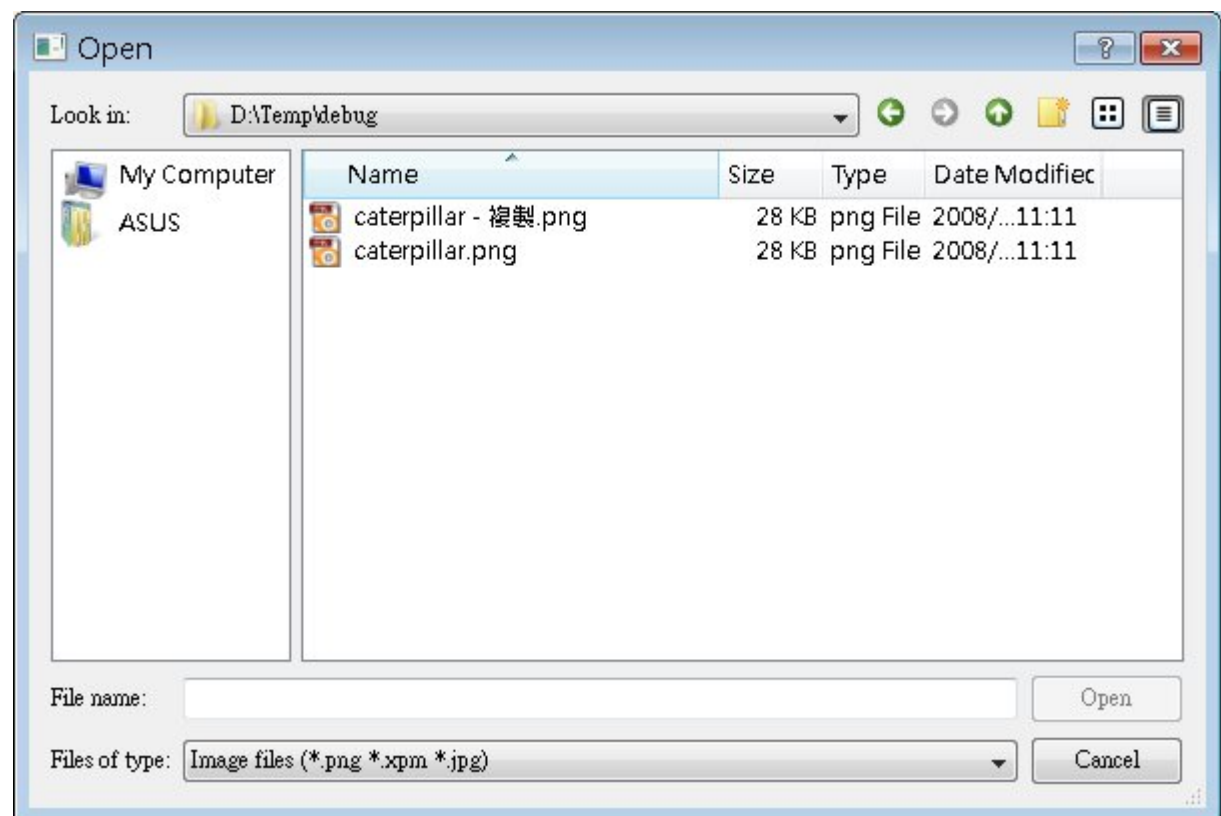 Open
Look in: D:\Temp\debug
My Computer
ASUS
Name Size Type Date Modified
caterpillar - 複製.png 28 KB png File 2008/...11:11
caterpillar.png 28 KB png File 2008/...11:11
File name: Open
Files of type: Image files (*.png *.xpm *.jpg) Cancel